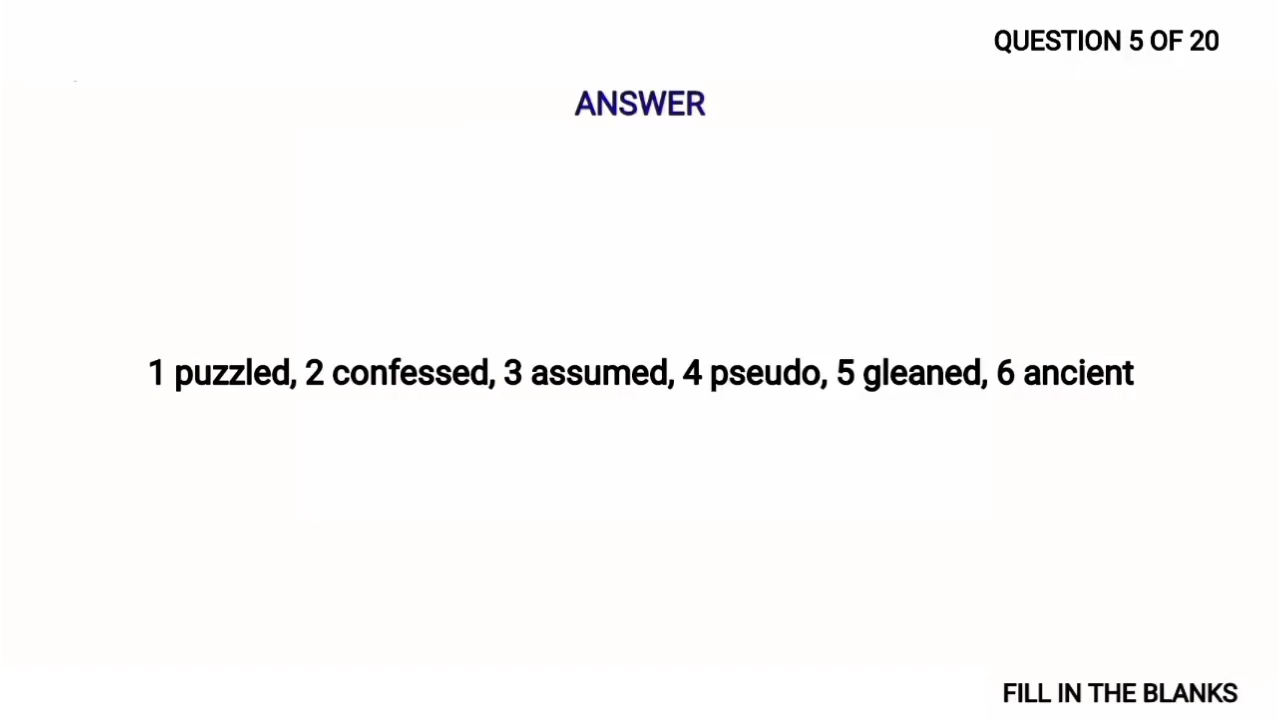 QUESTION 5 OF 20
ANSWER
1 puzzled, 2 confessed, 3 assumed, 4 pseudo, 5 gleaned, 6 ancient
FILL IN THE BLANKS